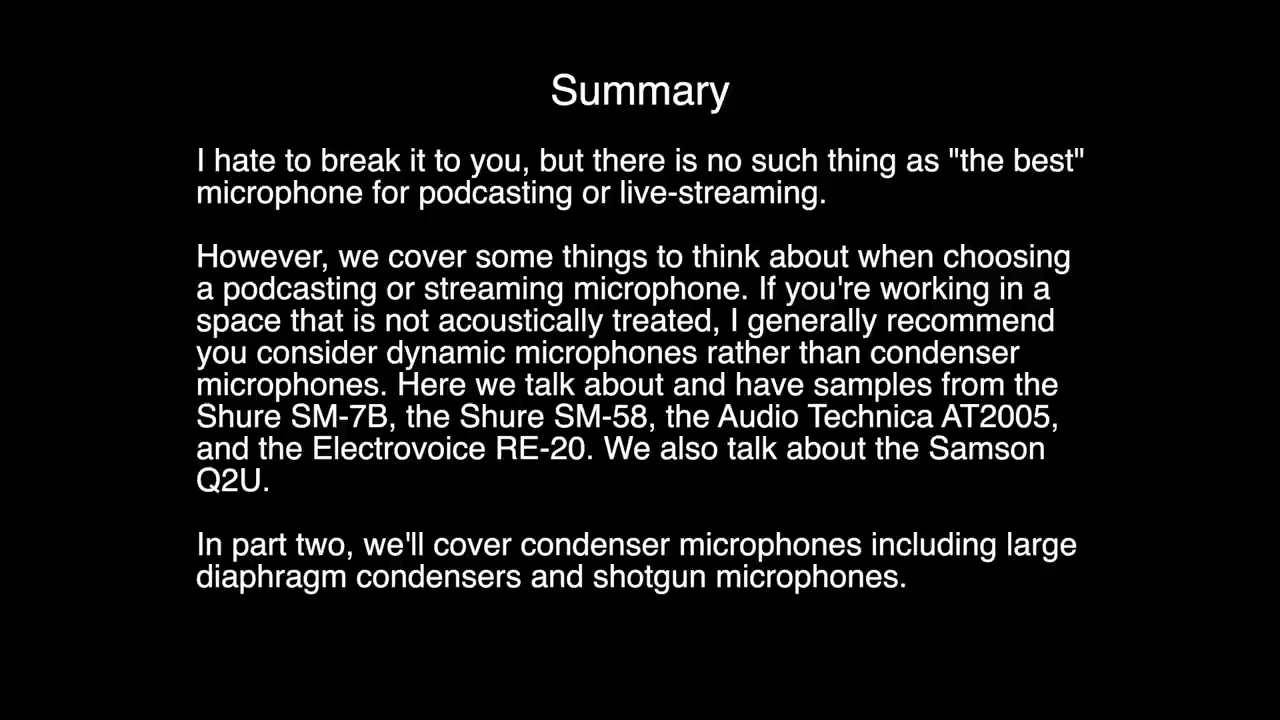 Summary
I hate to break it to you, but there is no such thing as "the best"
microphone for podcasting or live-streaming.
However, we cover some things to think about when choosing
a podcasting or streaming microphone. If you're working in a
space that is not acoustically treated, I generally recommend
you consider dynamic microphones rather than condenser
microphones. Here we talk about and have samples from the
Shure SM-7B, the Shure SM-58, the Audio Technica AT2005,
and the Electrovoice RE-20. We also talk about the Samson
Q2U.
In part two, we'll cover condenser microphones including large
diaphragm condensers and shotgun microphones.